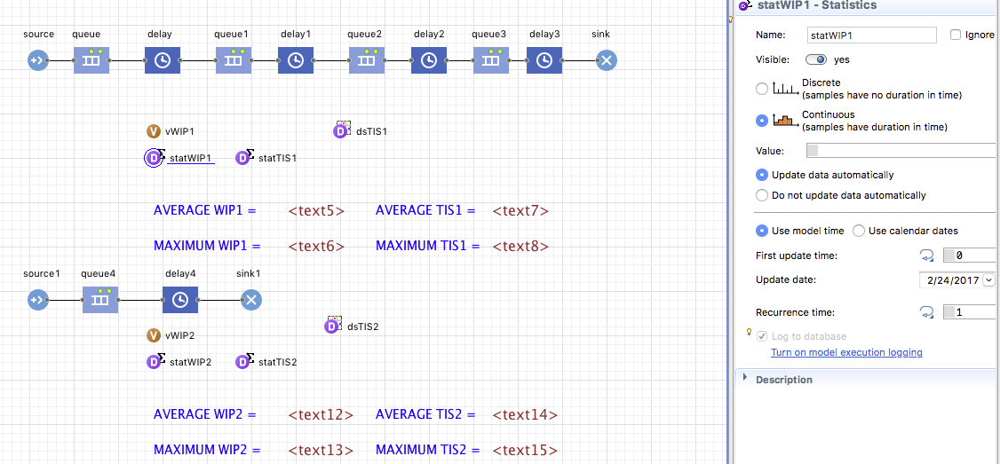 source queue delay queue1 delay1 queue2 delay2 queue3 delay3 sink
V vWIP1 D dsTIS1
D statWIP1 D statTIS1
AVERAGE WIP1 = <text5> AVERAGE TIS1 = <text7>
MAXIMUM WIP1 = <text6> MAXIMUM TIS1 = <text8>
source1 queue4 delay4 sink1
V vWIP2 D dsTIS2
D statWIP2 D statTIS2
AVERAGE WIP2 = <text12> AVERAGE TIS2 = <text14>
MAXIMUM WIP2 = <text13> MAXIMUM TIS2 = <text15>
statWIP1 - Statistics
Name: statWIP1 Ignore
Visible: yes
Discrete
(samples have no duration in time)
Continuous
(samples have duration in time)
Value:
Update data automatically
Do not update data automatically
Use model time Use calendar dates
First update time: 0
Update date: 2/24/2017
Recurrence time: 1
Log to database
Turn on model execution logging
Description